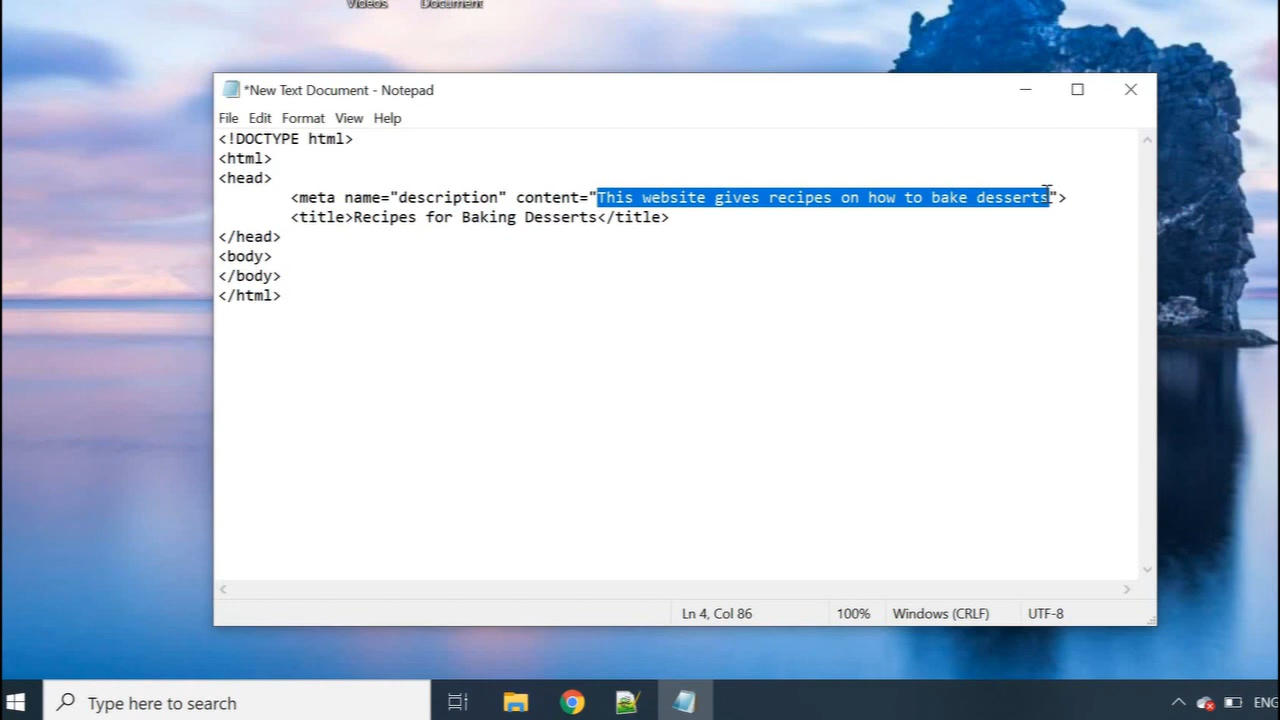 Videos Document
*New Text Document - Notepad
File Edit Format View Help
<!DOCTYPE html>
<html>
<head>
<meta name="description" content="This website gives recipes on how to bake desserts">
<title>Recipes for Baking Desserts</title>
</head>
<body>
</body>
</html>
Ln 4, Col 86 100% Windows (CRLF) UTF-8
Type here to search ENG